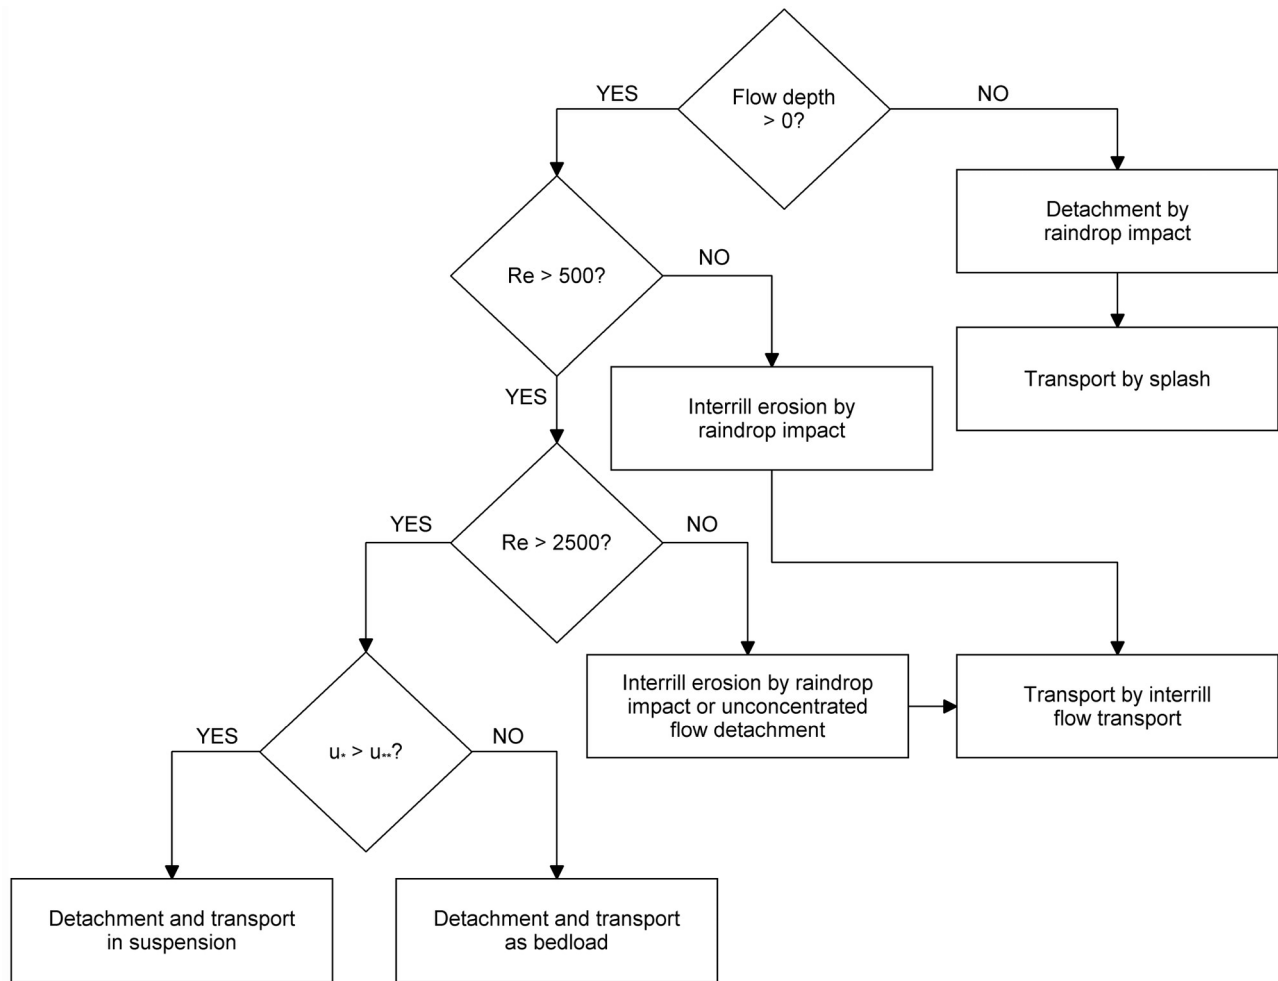 Flow depth
> 0?
YES
NO
Detachment by
raindrop impact
Re > 500?
NO
YES
Transport by splash
Interrill erosion by
raindrop impact
Re > 2500?
YES
NO
Interrill erosion by raindrop
impact or unconcentrated
flow detachment
Transport by interrill
flow transport
u* > u**?
YES
NO
Detachment and transport
in suspension
Detachment and transport
as bedload